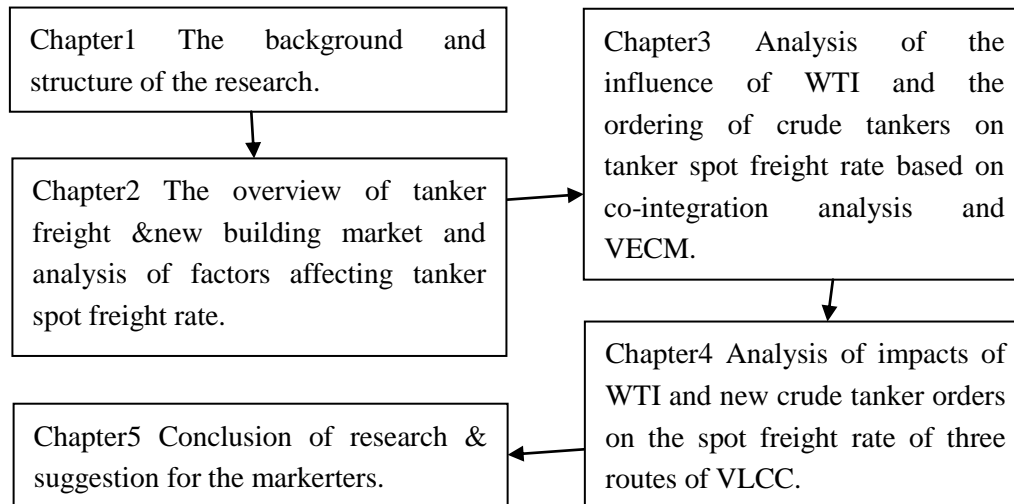 Chapter1 The background and
structure of the research.
Chapter2 The overview of tanker
freight &new building market and
analysis of factors affecting tanker
spot freight rate.
Chapter3 Analysis of the
influence of WTI and the
ordering of crude tankers on
tanker spot freight rate based on
co-integration analysis and
VECM.
Chapter4 Analysis of impacts of
WTI and new crude tanker orders
on the spot freight rate of three
routes of VLCC.
Chapter5 Conclusion of research &
suggestion for the markerters.